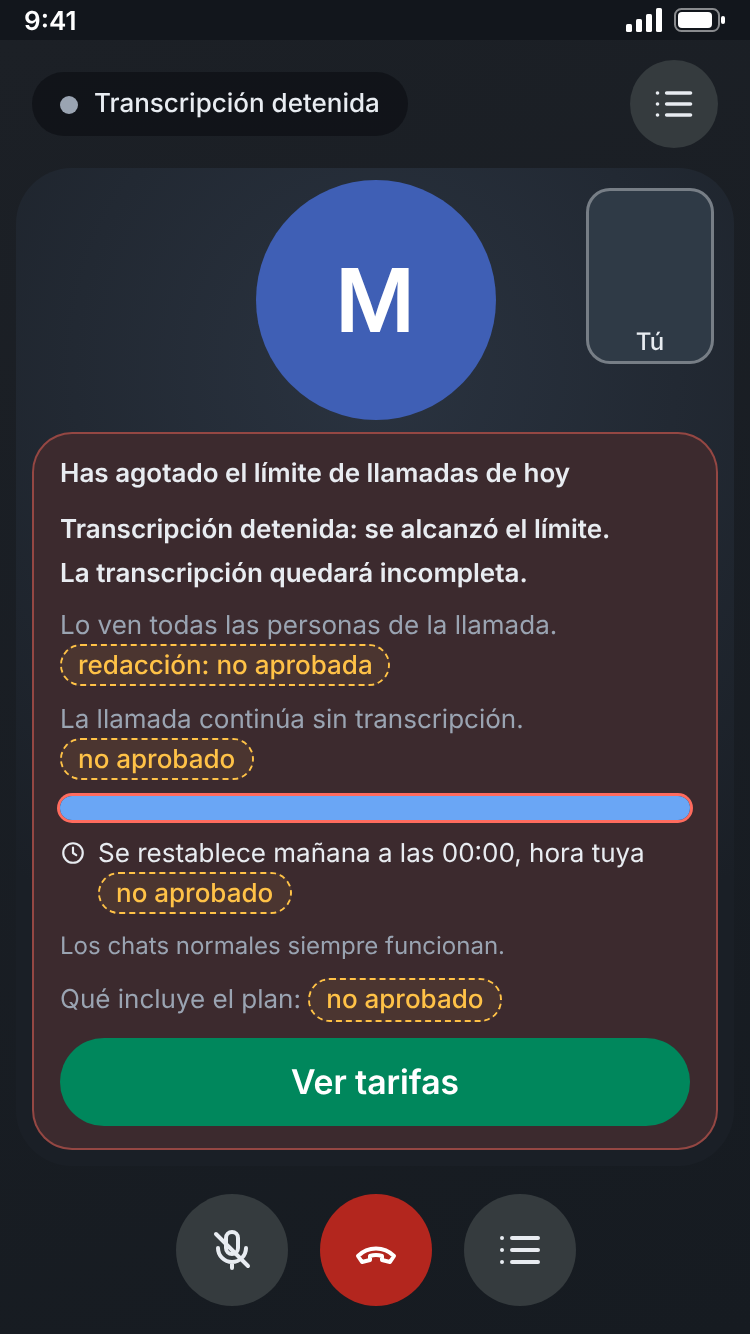 9:41
Transcripción detenida
M
Tú
Has agotado el límite de llamadas de hoy
Transcripción detenida: se alcanzó el límite.
La transcripción quedará incompleta.
Lo ven todas las personas de la llamada.
redacción: no aprobada
La llamada continúa sin transcripción.
no aprobado
Se restablece mañana a las 00:00, hora tuya
no aprobado
Los chats normales siempre funcionan.
Qué incluye el plan: no aprobado
Ver tarifas